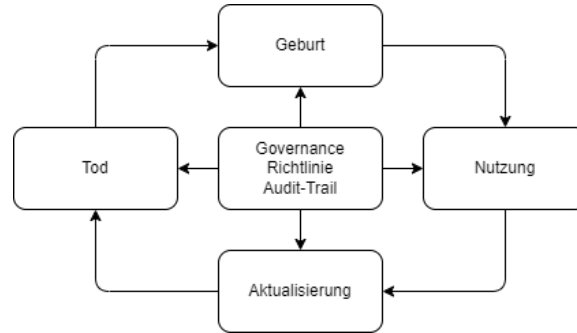 Geburt
Tod
Governance
Richtlinie
Audit-Trail
Nutzung
Aktualisierung